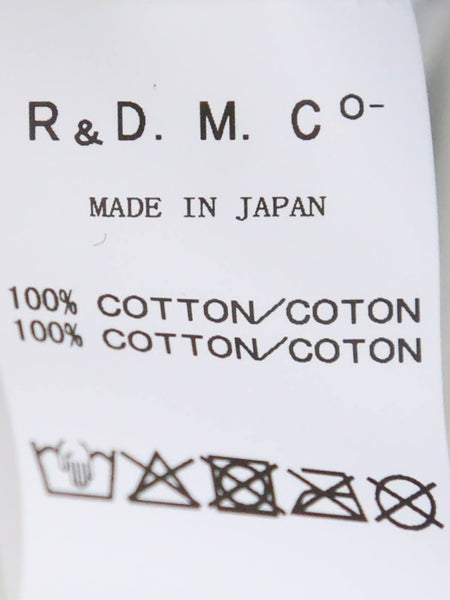 R & D. M. Co-
MADE IN JAPAN
100% COTTON/COTON
100% COTTON/COTON